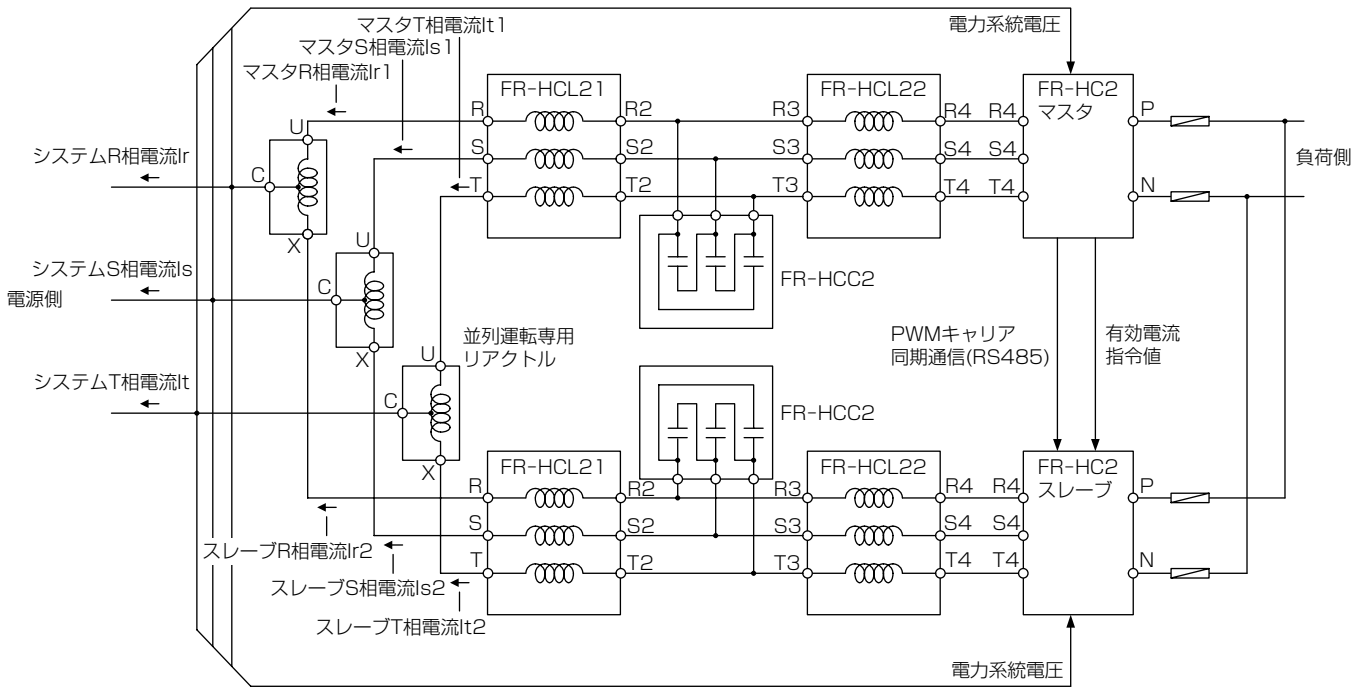 電力系統電圧
マスタT相電流It1
マスタS相電流Is1
マスタR相電流Ir1
FR-HCL21
FR-HCL22
FR-HC2
マスタ
R
R2
R3
R4
R4
P
S
S2
S3
S4
S4
T
T2
T3
T4
T4
N
負荷側
U
C
X
システムR相電流Ir
U
C
X
システムS相電流Is
電源側
FR-HCC2
並列運転専用
リアクトル
U
C
X
システムT相電流It
PWMキャリア
同期通信(RS485)
有効電流
指令値
FR-HCC2
FR-HCL21
FR-HCL22
FR-HC2
スレーブ
R
R2
R3
R4
R4
P
S
S2
S3
S4
S4
T
T2
T3
T4
T4
N
スレーブR相電流Ir2
スレーブS相電流Is2
スレーブT相電流It2
電力系統電圧